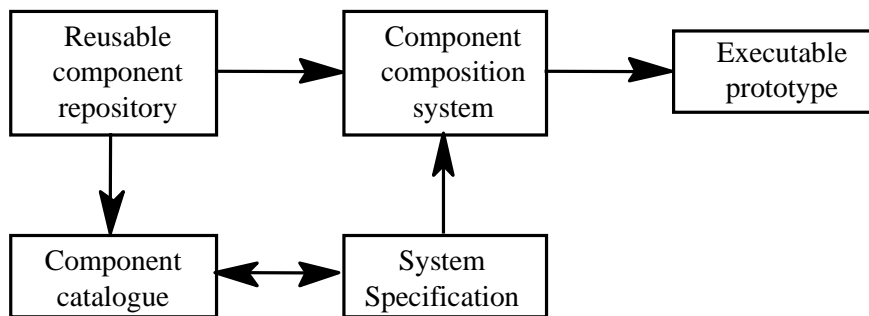 Reusable
component
repository
Component
composition
system
Executable
prototype
Component
catalogue
System
Specification